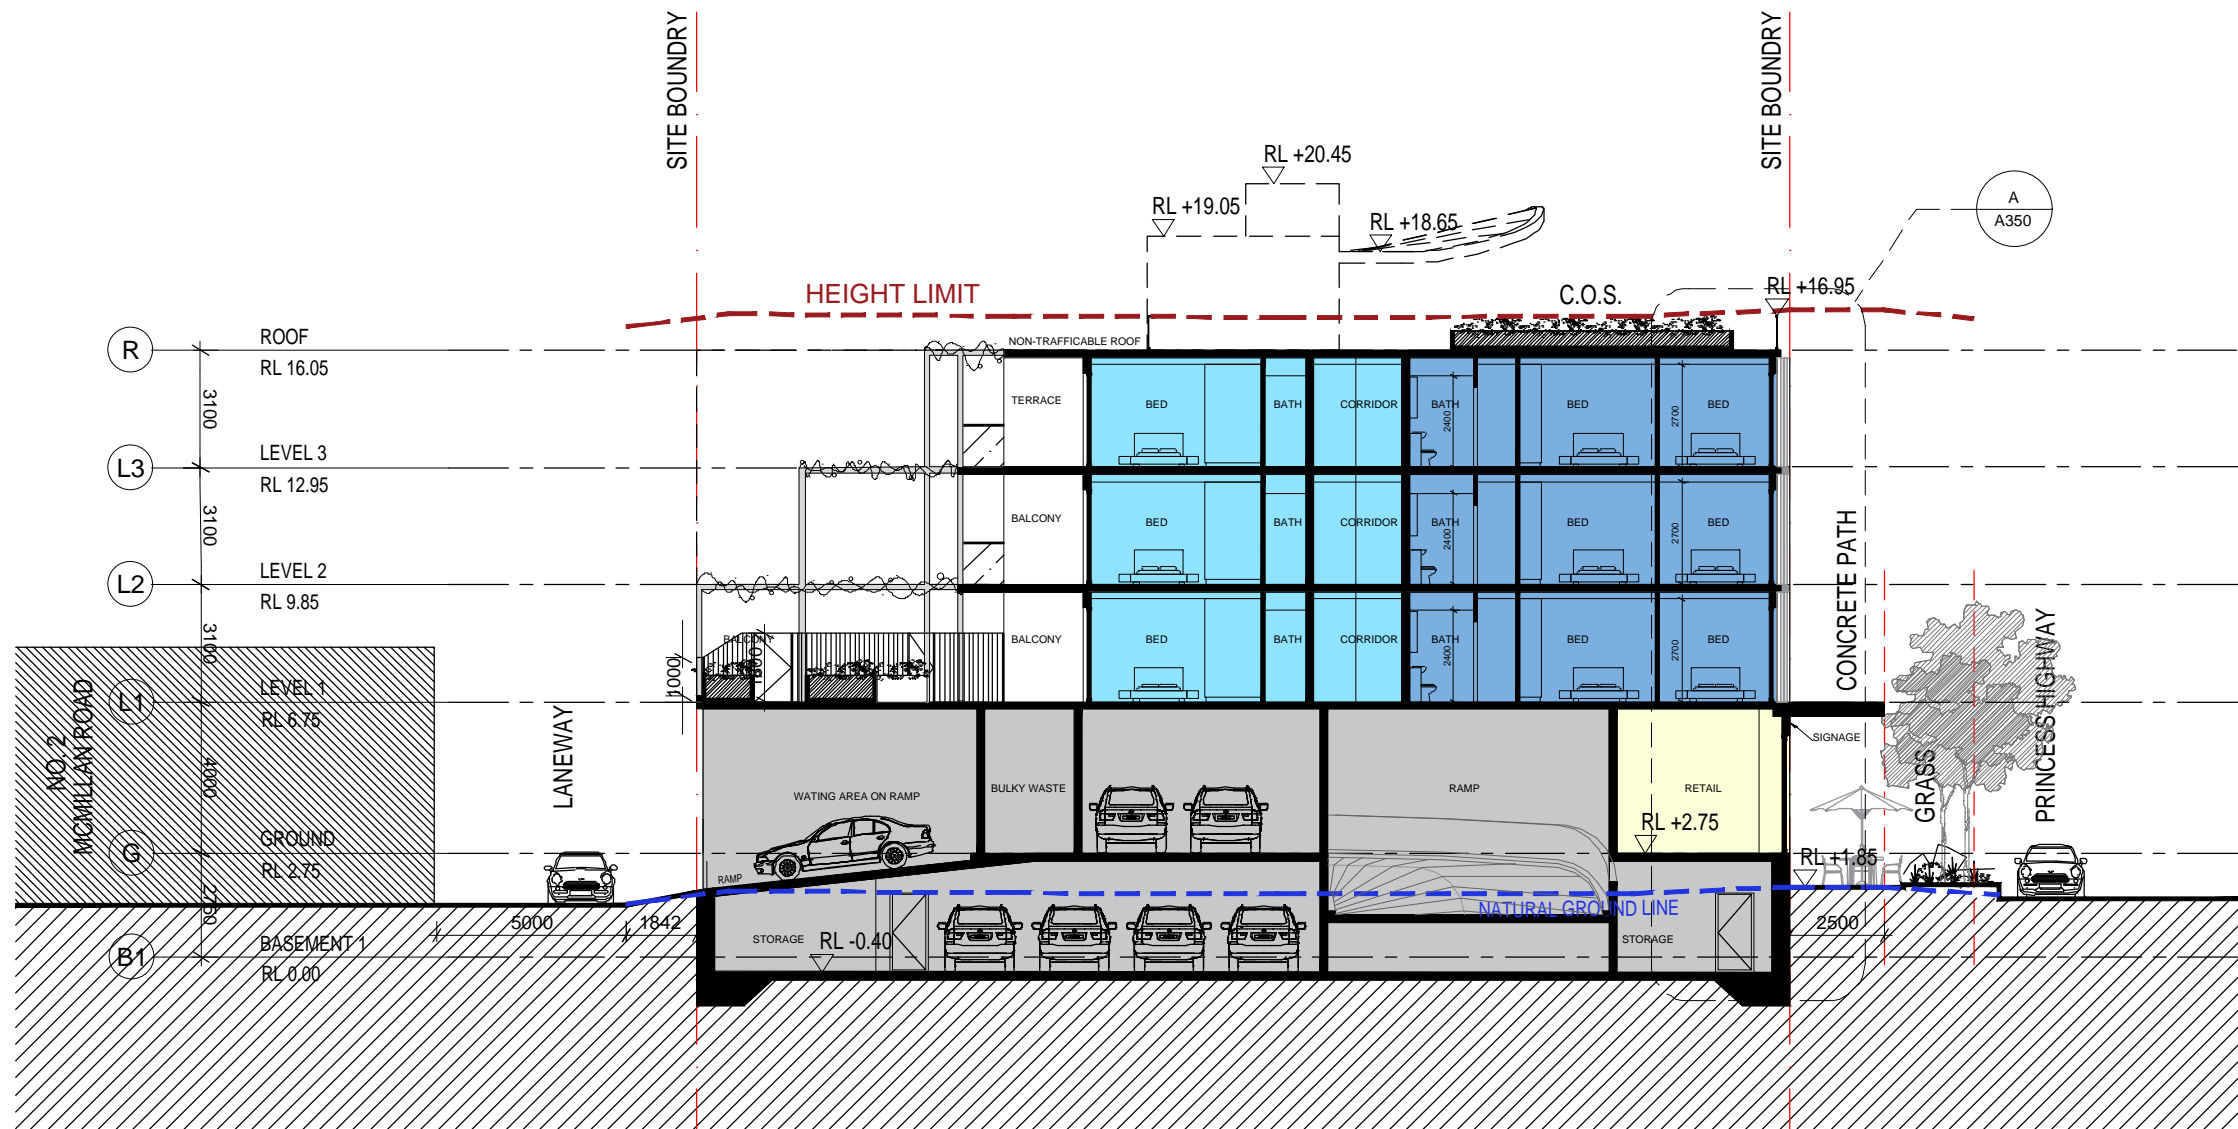 SITE BOUNDRY
SITE BOUNDRY
RL +20.45
RL +19.05
RL +18.65
A
A350
HEIGHT LIMIT
C.O.S.
RL +16.95
R
ROOF
RL 16.05
NON-TRAFFICABLE ROOF
3100
TERRACE
BED
BATH
CORRIDOR
BATH
2400
BED
2700
BED
L3
LEVEL 3
RL 12.95
3100
BALCONY
BED
BATH
CORRIDOR
BATH
2400
BED
2700
BED
L2
LEVEL 2
RL 9.85
3100
BALCONY
BALCONY
BED
BATH
CORRIDOR
BATH
2400
BED
2700
BED
1000
1800
CONCRETE PATH
L1
LEVEL 1
RL 6.75
NO. 2
MCMILLAN ROAD
LANEWAY
4000
WATING AREA ON RAMP
BULKY WASTE
RAMP
RETAIL
SIGNAGE
GRASS
PRINCESS HIGHWAY
RL +2.75
G
GROUND
RL 2.75
RAMP
RL +1.85
2750
NATURAL GROUND LINE
5000
1842
2500
B1
BASEMENT 1
RL 0.00
STORAGE
RL -0.40
STORAGE